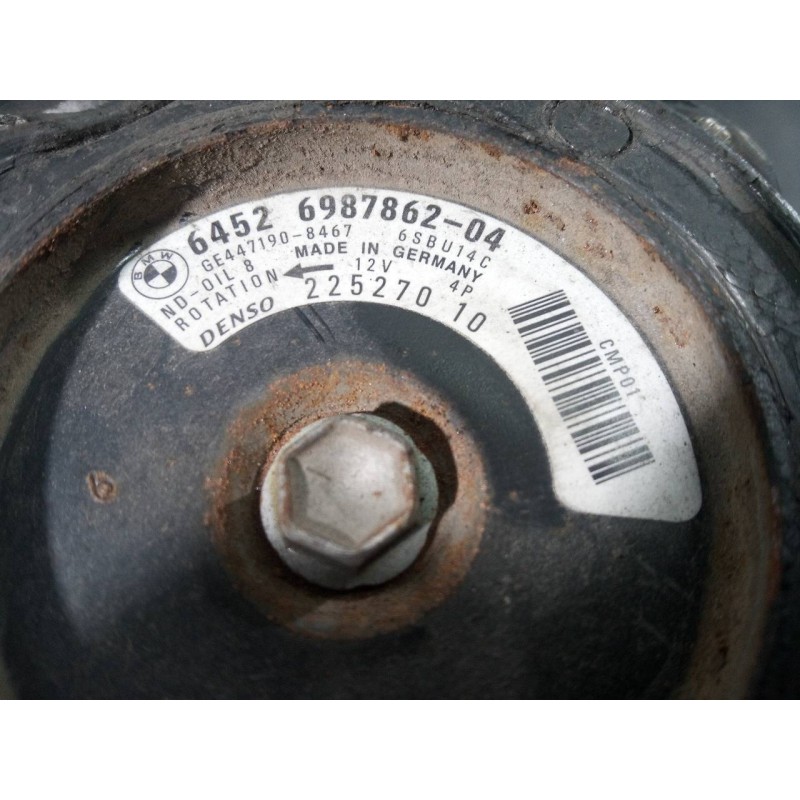 BMW
6452 6987862-04
GE447190-8467 6SBU14C
ND-OIL 8 MADE IN GERMANY
ROTATION 12V 4P
DENSO 225270 10
CMP01